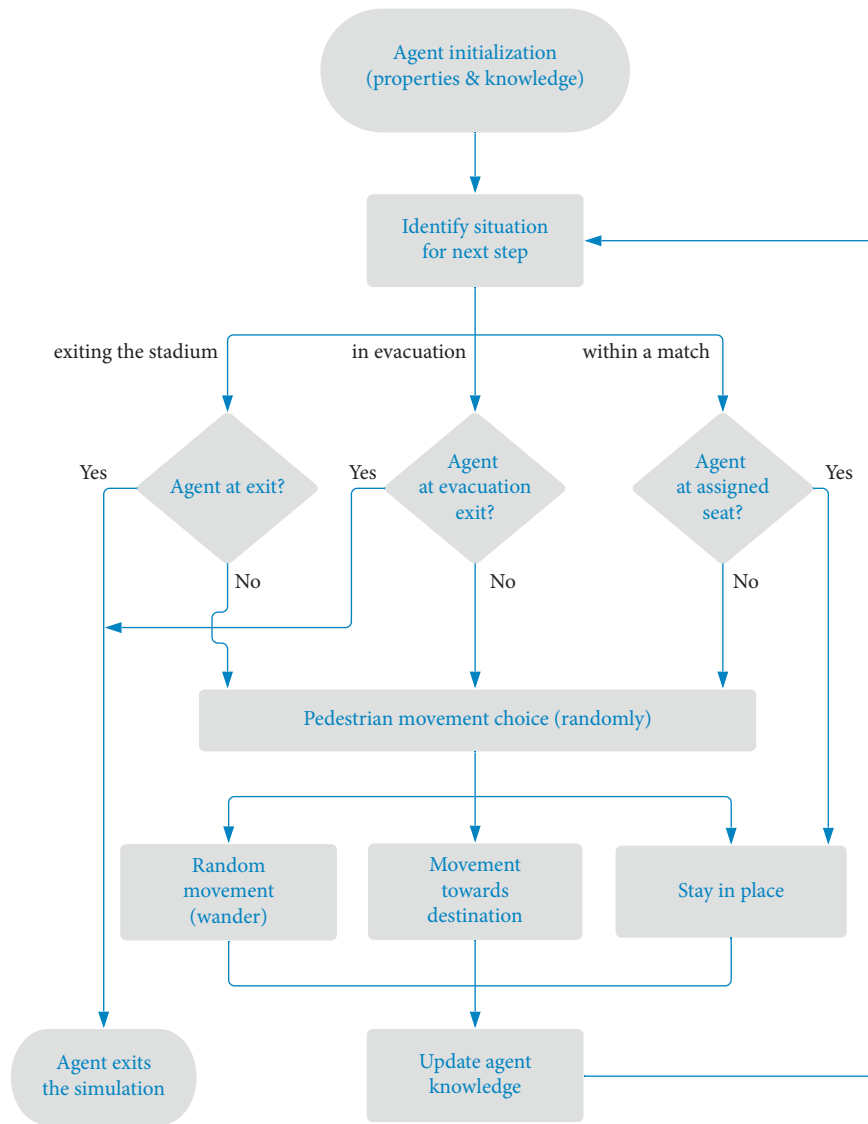 Agent initialization
(properties & knowledge)
Identify situation
for next step
exiting the stadium
in evacuation
within a match
Yes
Agent at exit?
Yes
Agent
at evacuation
exit?
Agent
at assigned
seat?
Yes
No
No
No
Pedestrian movement choice (randomly)
Random
movement
(wander)
Movement
towards
destination
Stay in place
Agent exits
the simulation
Update agent
knowledge